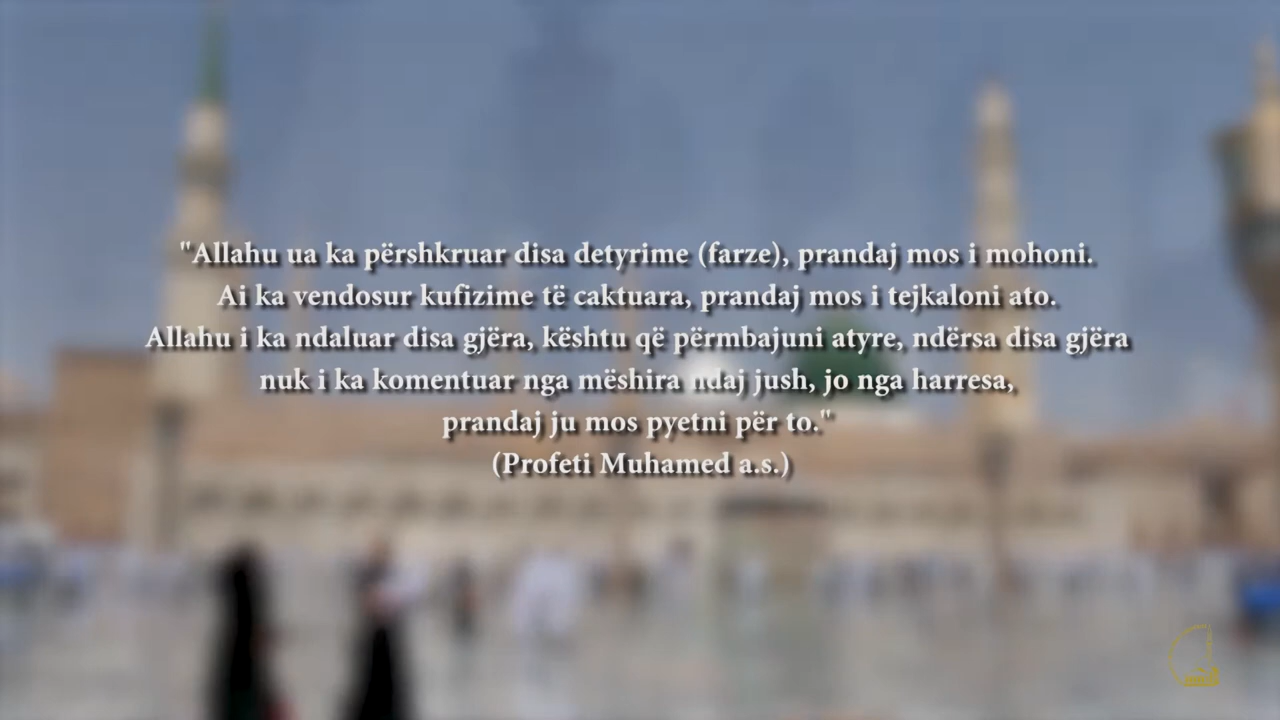 "Allahu ua ka përshkruar disa detyrime (farze), prandaj mos i mohoni.
Ai ka vendosur kufizime të caktuara, prandaj mos i tejkaloni ato.
Allahu i ka ndaluar disa gjëra, kështu që përmbajuni atyre, ndërsa disa gjëra
nuk i ka komentuar nga mëshira ndaj jush, jo nga harresa,
prandaj ju mos pyetni për to."
(Profeti Muhamed a.s.)